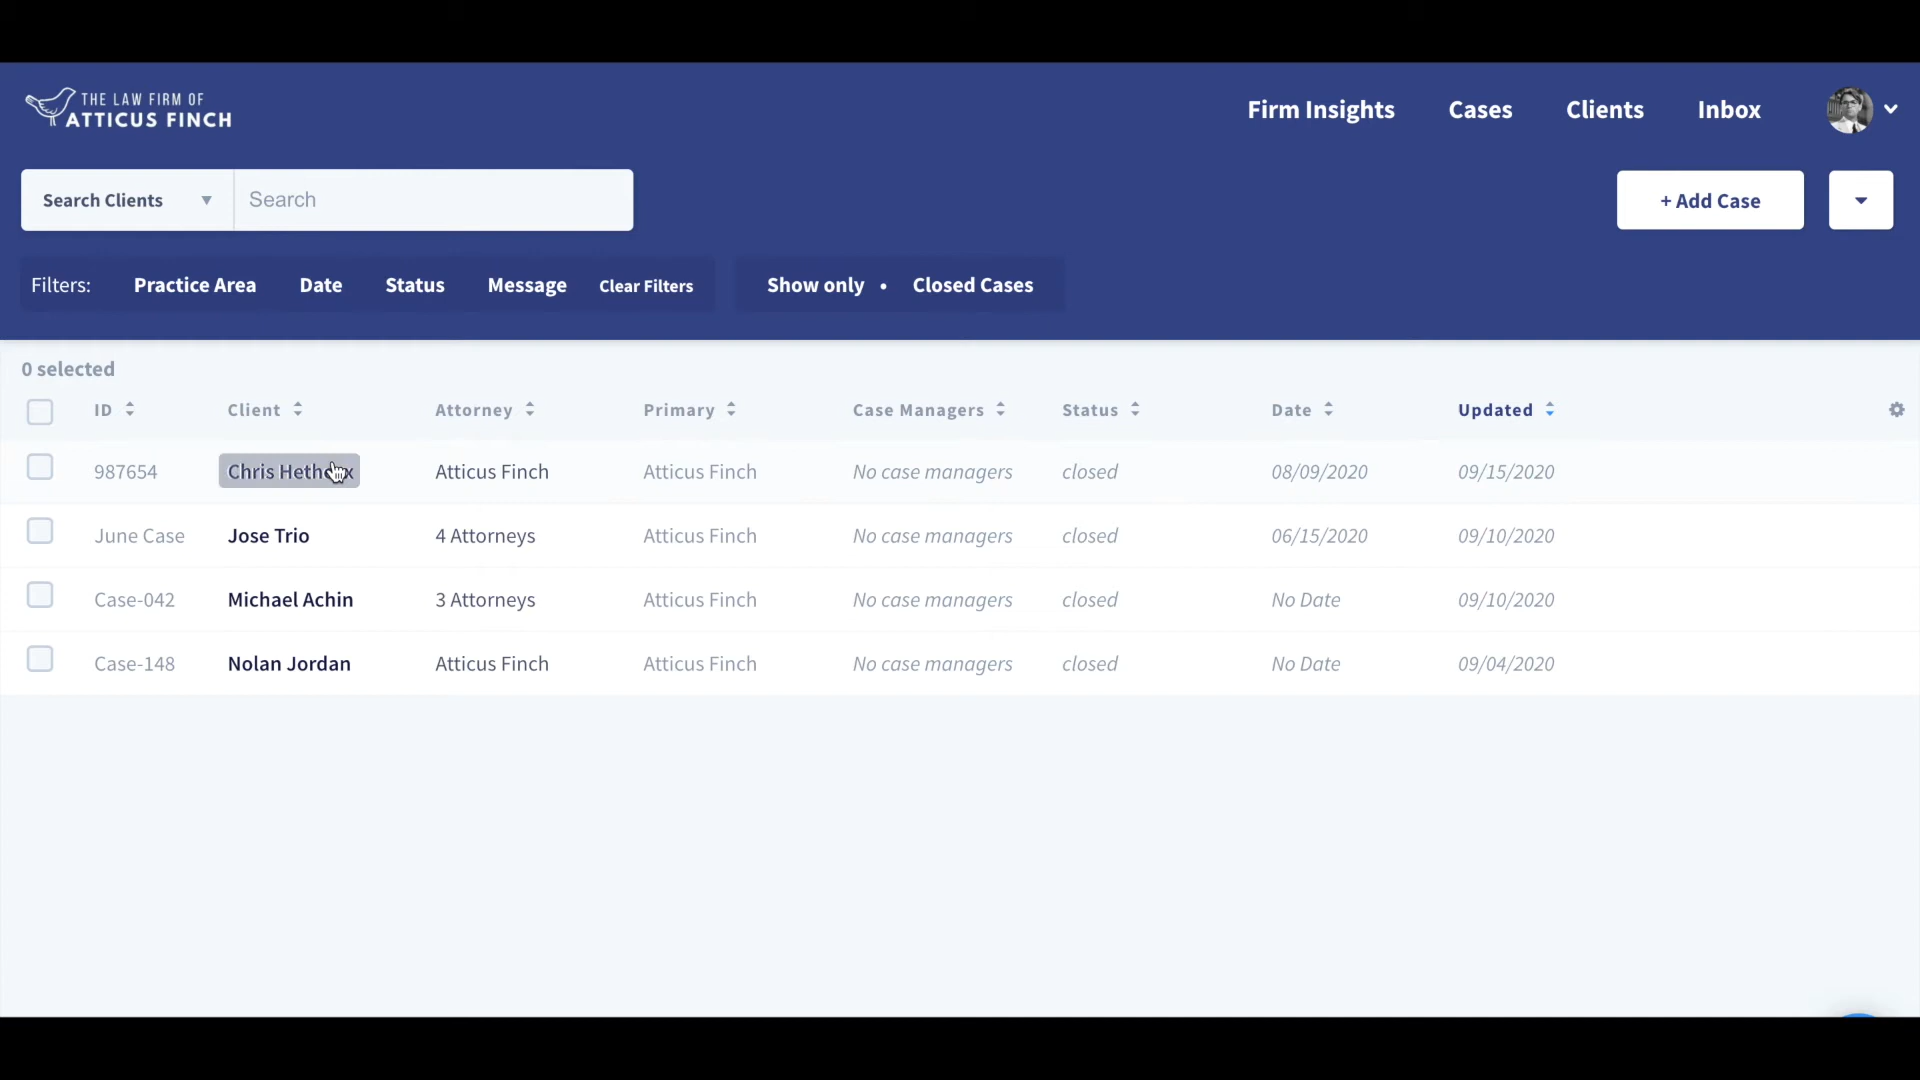 THE LAW FIRM OF
ATTICUS FINCH
Firm Insights Cases Clients Inbox
Search Clients Search
+ Add Case
Filters: Practice Area Date Status Message Clear Filters Show only • Closed Cases
0 selected
ID Client Attorney Primary Case Managers Status Date Updated
987654 Chris Atticus Finch Atticus Finch No case managers closed 08/09/2020 09/15/2020
June Case Jose Trio 4 Attorneys Atticus Finch No case managers closed 06/15/2020 09/10/2020
Case-042 Michael Achin 3 Attorneys Atticus Finch No case managers closed No Date 09/10/2020
Case-148 Nolan Jordan Atticus Finch Atticus Finch No case managers closed No Date 09/04/2020